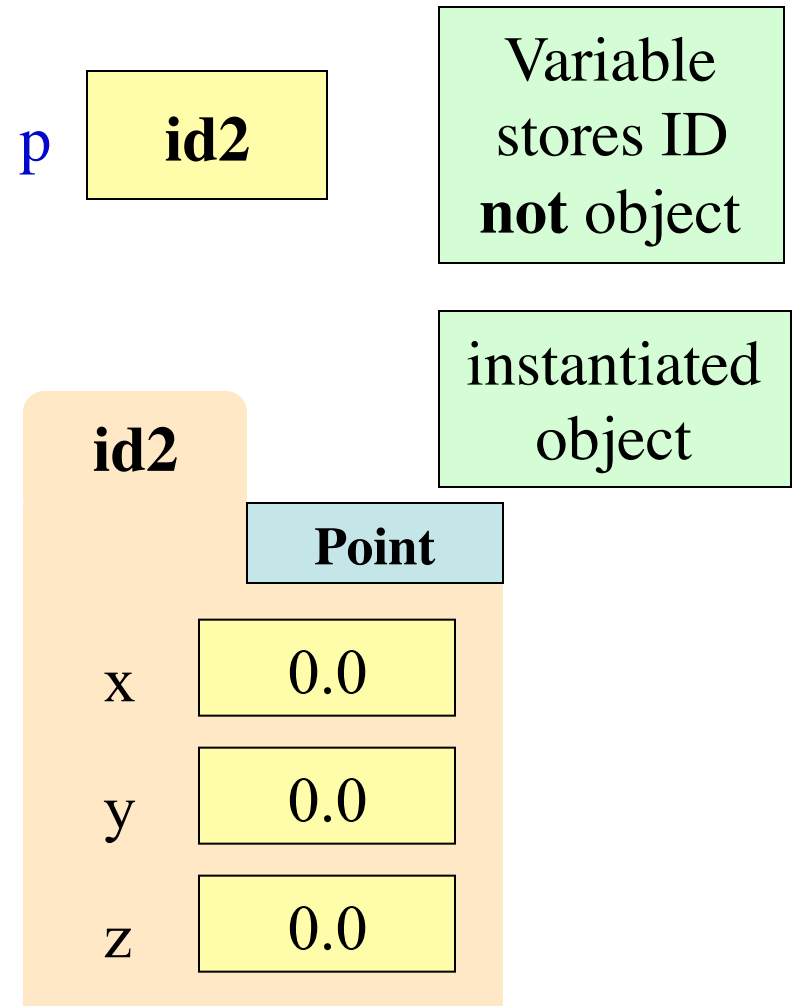 p
id2
Variable
stores ID
not object
instantiated
object
id2
Point
x 0.0
y 0.0
z 0.0